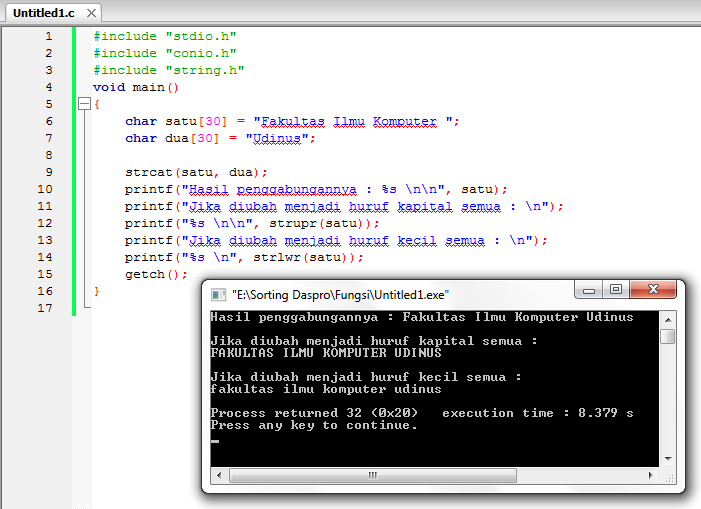 Untitled1.c
1 #include "stdio.h"
2 #include "conio.h"
3 #include "string.h"
4 void main()
5 {
6 char satu[30] = "Fakultas Ilmu Komputer ";
7 char dua[30] = "Udinus";
8
9 strcat(satu, dua);
10 printf("Hasil penggabungannya : %s \n\n", satu);
11 printf("Jika diubah menjadi huruf kapital semua : \n");
12 printf("%s \n\n", strupr(satu));
13 printf("Jika diubah menjadi huruf kecil semua : \n");
14 printf("%s \n", strlwr(satu));
15 getch();
16 }
17
"E:\Sorting Daspro\Fungsi\Untitled1.exe"
Hasil penggabungannya : Fakultas Ilmu Komputer Udinus
Jika diubah menjadi huruf kapital semua :
FAKULTAS ILMU KOMPUTER UDINUS
Jika diubah menjadi huruf kecil semua :
fakultas ilmu komputer udinus
Process returned 32 (0x20) execution time : 8.379 s
Press any key to continue.